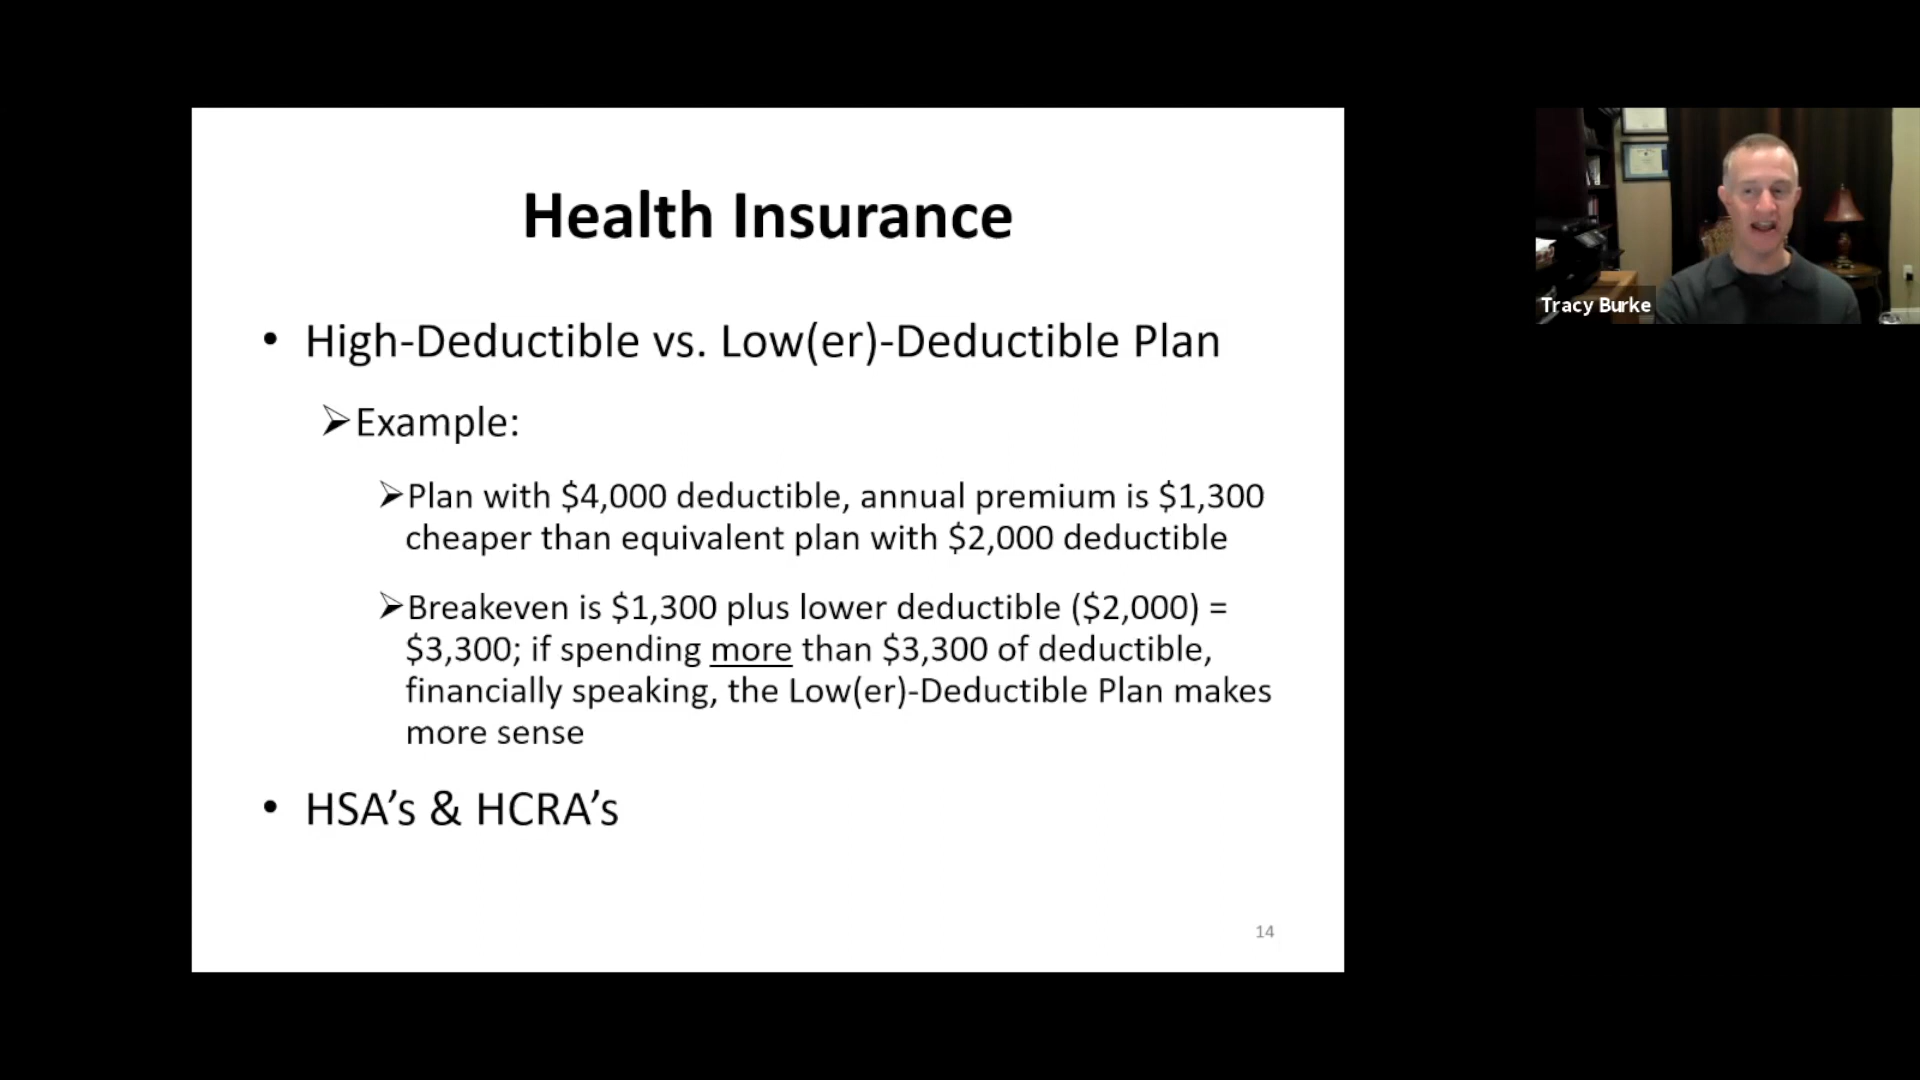 Health Insurance
• High-Deductible vs. Low(er)-Deductible Plan
➢Example:
➢Plan with $4,000 deductible, annual premium is $1,300
cheaper than equivalent plan with $2,000 deductible
➢Breakeven is $1,300 plus lower deductible ($2,000) =
$3,300; if spending more than $3,300 of deductible,
financially speaking, the Low(er)-Deductible Plan makes
more sense
• HSA’s & HCRA’s
14
Tracy Burke